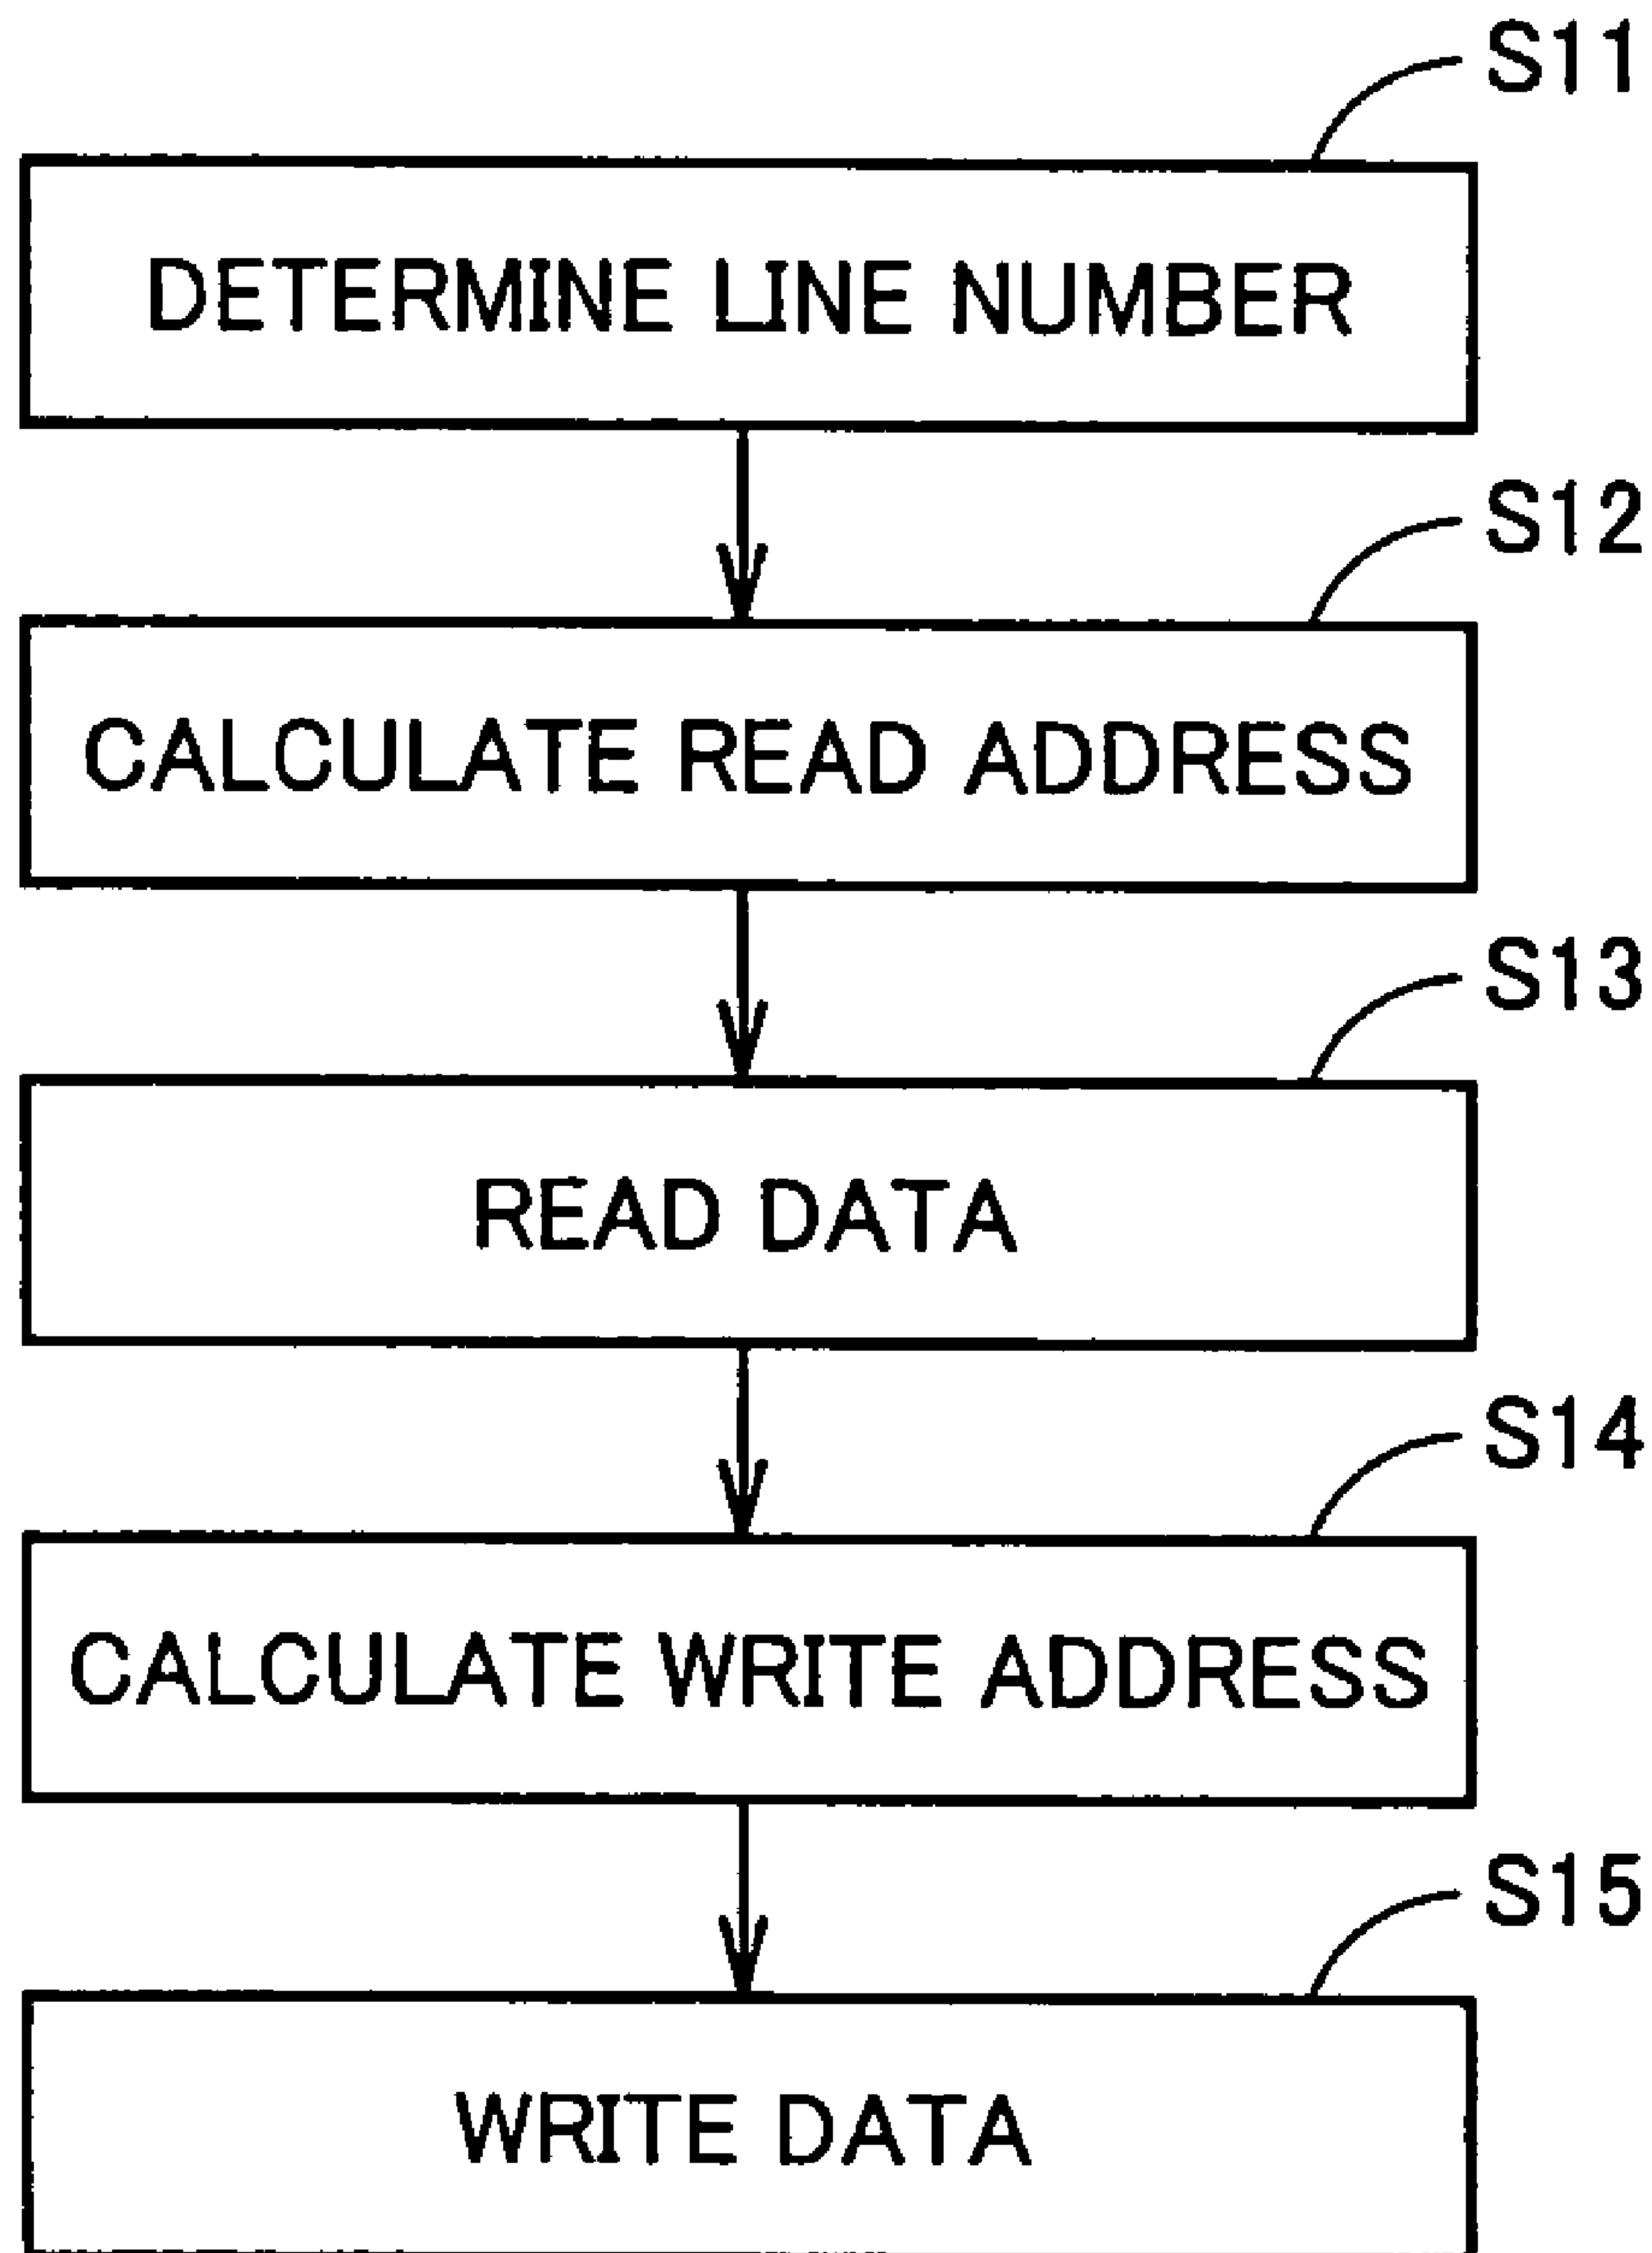 S11
DETERMINE LINE NUMBER
S12
CALCULATE READ ADDRESS
S13
READ DATA
S14
CALCULATE WRITE ADDRESS
S15
WRITE DATA